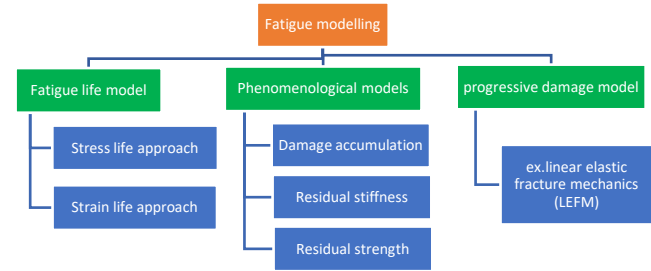 Fatigue modelling
Fatigue life model
Phenomenological models
progressive damage model
Stress life approach
Strain life approach
Damage accumulation
Residual stiffness
Residual strength
ex.linear elastic
fracture mechanics
(LEFM)